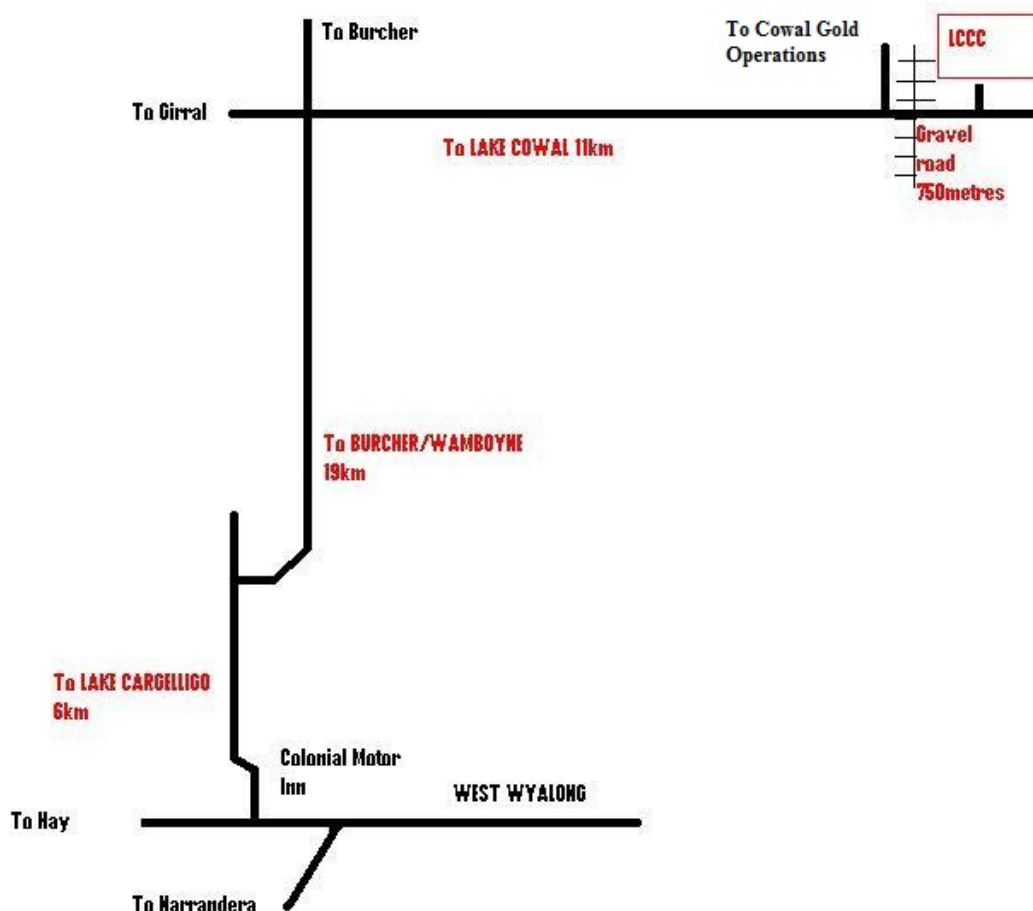 To Burcher
To Cowal Gold
Operations
LCCC
To Girral
To LAKE COWAL 11km
Gravel
road
750metres
To BURCHER/WAMBOYNE
19km
To LAKE CARGELLIGO
6km
Colonial Motor
Inn
WEST WYALONG
To Hay
To Narrandera